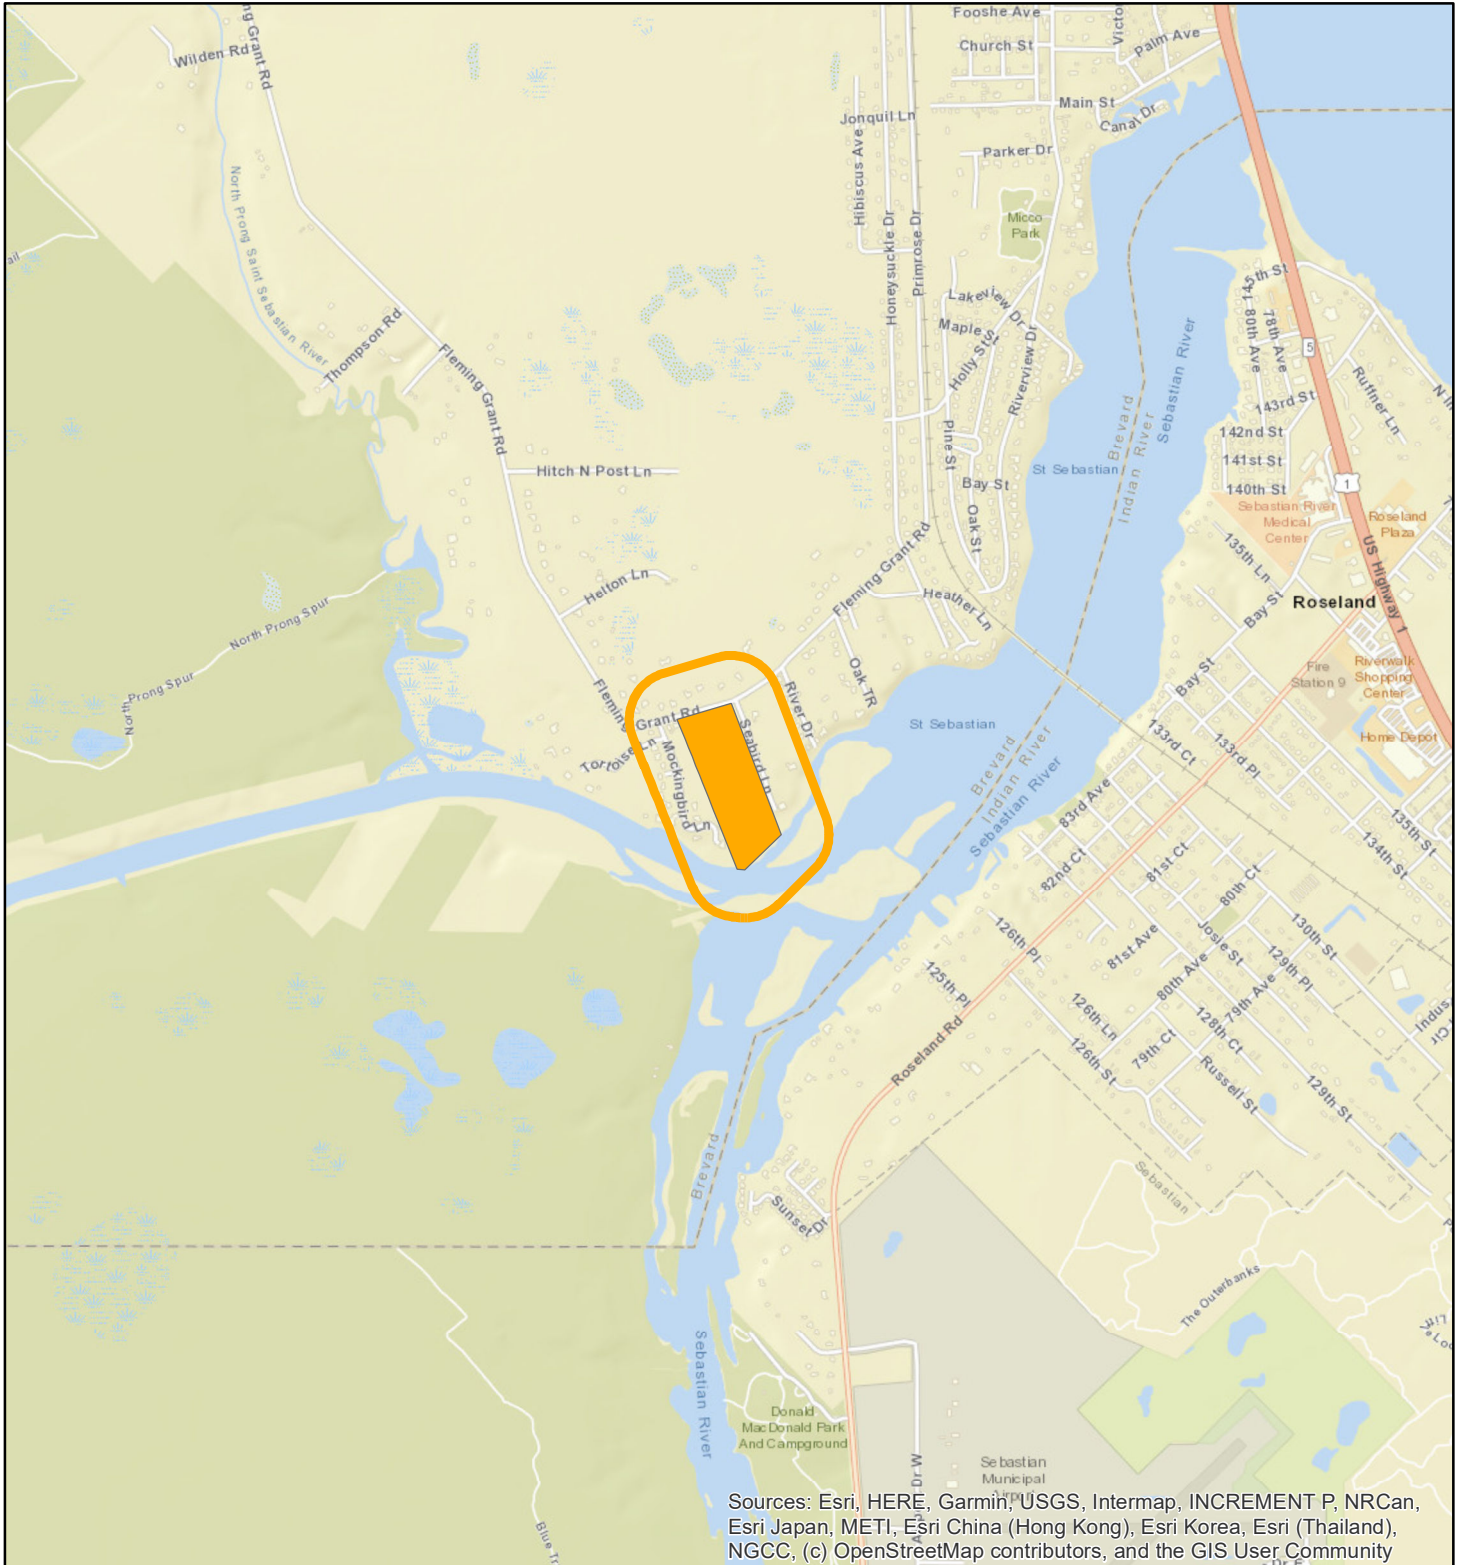 Fooshe Ave
Church St
Palm Ave
Main St
Canal Dr
Wilden Rd
Jonquil Ln
Hibiscus Ave
Parker Dr
Honeysuckle Dr
Primrose Dr
Micco
Park
North Prong Saint Sebastian River
Thompson Rd
Fleming Grant Rd
Lakeview Dr
Maple St
Holly St
Riverview Dr
145th St
80th Ave
78th Ave
5
Ruffner Ln
143rd St
142nd St
141st St
140th St
Sebastian River
Brevard
Indian River
St Sebastian
Pine St
Bay St
Oak St
Hitch N Post Ln
1
Sebastian River
Medical
Center
Roseland
Plaza
US Highway 1
135th Ln
Bay St
Roseland
Helton Ln
Fleming Grant Rd
Heather Ln
North Prong Spur
North Prong Spur
Oak TR
Bay St
Fire
Station 9
Riverwalk
Shopping
Center
Home Depot
Fleming
Grant Rd
River Dr
Seabird Ln
Mockingbird Ln
Tortoise Ln
St Sebastian
Brevard
Indian River
Sebastian River
133rd Ct
133rd Pl
83rd Ave
82nd Ct
81st Ct
80th Ct
135th St
134th St
130th St
129th Pl
Josie St
81st Ave
80th Ave
79th Ave
126th Pl
125th Pl
126th Ln
126th St
79th Ct
128th Ct
Russell St
129th St
Roseland Rd
Brevard
Sunset Dr
Sebastian
The Outerbanks
Sebastian River
Donald
MacDonald Park
And Campground
Sebastian
Municipal
Airport
Sources: Esri, HERE, Garmin, USGS, Intermap, INCREMENT P, NRCan,
Esri Japan, METI, Esri China (Hong Kong), Esri Korea, Esri (Thailand),
NGCC, (c) OpenStreetMap contributors, and the GIS User Community